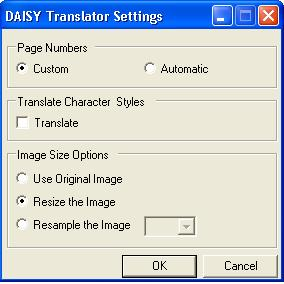 DAISY Translator Settings
Page Numbers
Custom Automatic
Translate Character Styles
Translate
Image Size Options
Use Original Image
Resize the Image
Resample the Image
OK Cancel